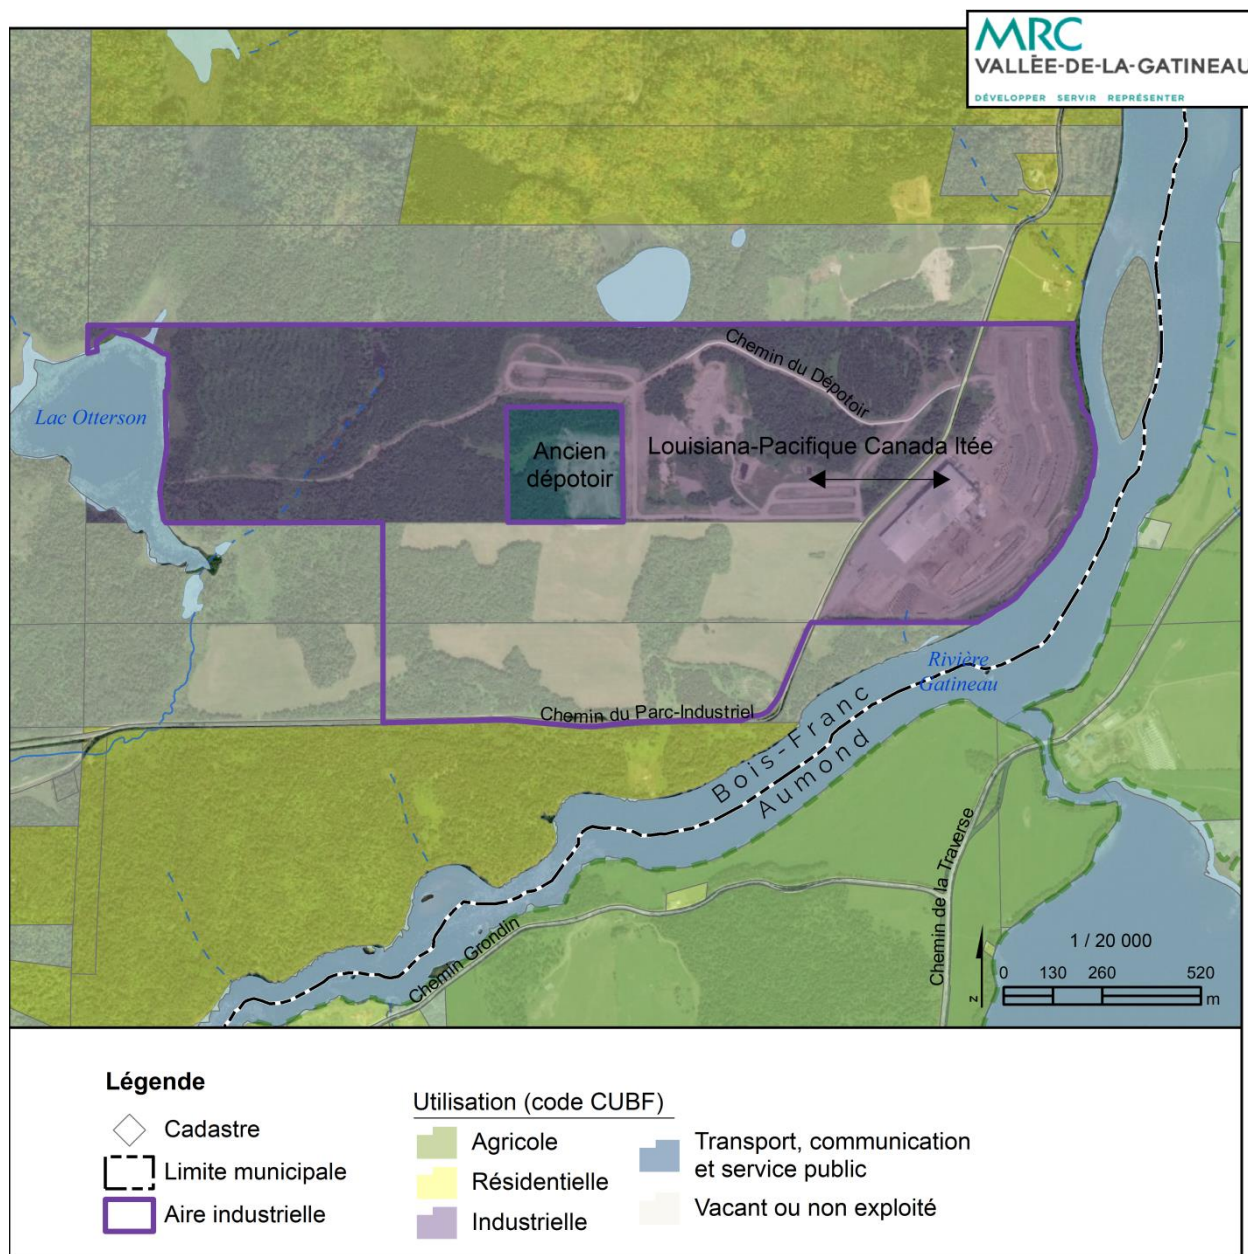 MRC
VALLÉE-DE-LA-GATINEAU
DÉVELOPPER SERVIR REPRÉSENTER
Chemin du Dépotoir
Lac Otterson
Louisiana-Pacifique Canada ltée
Ancien
dépotoir
Rivière
Gatineau
Chemin du Parc-Industriel
Bois-Franc
Aumond
Chemin de la Traverse
Chemin Grondin
1 / 20 000
0 130 260 520
m
z
Légende
Cadastre
Limite municipale
Aire industrielle
Utilisation (code CUBF)
Agricole
Résidentielle
Industrielle
Transport, communication
et service public
Vacant ou non exploité